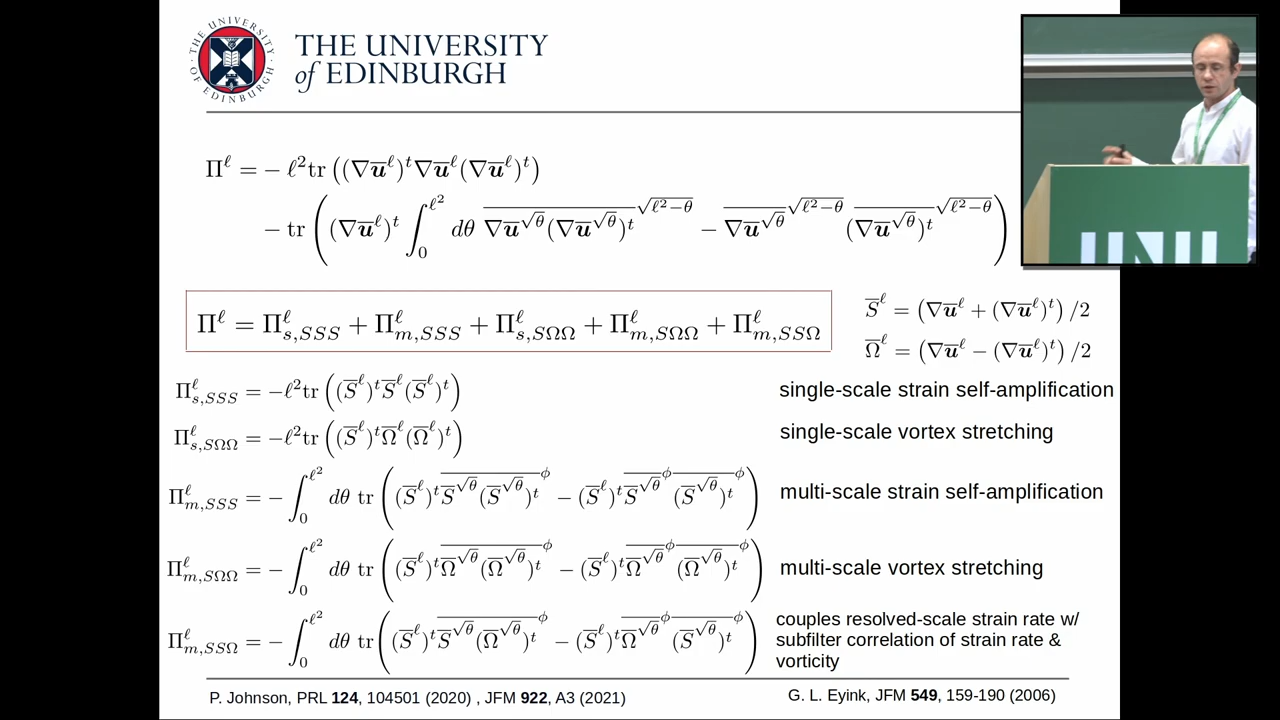 THE UNIVERSITY OF EDINBURGH
THE UNIVERSITY
of EDINBURGH
Πˡ = − ℓ²tr ((∇ū^ℓ)ᵗ∇ū^ℓ(∇ū^ℓ)ᵗ)
− tr ( (∇ū^ℓ)^t ∫_0^{ℓ²} dθ \overline{∇ū^{√θ}(∇ū^{√θ})^t}^{√(ℓ²−θ)} − \overline{∇ū^{√θ}}^{√(ℓ²−θ)} \overline{(∇ū^{√θ})^t}^{√(ℓ²−θ)} )
Π^ℓ = Π^ℓ_{s,SSS} + Π^ℓ_{m,SSS} + Π^ℓ_{s,SΩΩ} + Π^ℓ_{m,SΩΩ} + Π^ℓ_{m,SSΩ}
S̄^ℓ = (∇ū^ℓ + (∇ū^ℓ)^t) /2
Ω̄^ℓ = (∇ū^ℓ − (∇ū^ℓ)^t) /2
Π^ℓ_{s,SSS} = −ℓ²tr ((S̄^ℓ)^t S̄^ℓ (S̄^ℓ)^t) single-scale strain self-amplification
Π^ℓ_{s,SΩΩ} = −ℓ²tr ((S̄^ℓ)^t Ω̄^ℓ (Ω̄^ℓ)^t) single-scale vortex stretching
Π^ℓ_{m,SSS} = − ∫_0^{ℓ²} dθ tr ( (S̄^ℓ)^t \overline{S̄^{√θ}(S̄^{√θ})^t}^ϕ − (S̄^ℓ)^t \overline{S̄^{√θ}}^ϕ \overline{(S̄^{√θ})^t}^ϕ ) multi-scale strain self-amplification
Π^ℓ_{m,SΩΩ} = − ∫_0^{ℓ²} dθ tr ( (S̄^ℓ)^t \overline{Ω̄^{√θ}(Ω̄^{√θ})^t}^ϕ − (S̄^ℓ)^t \overline{Ω̄^{√θ}}^ϕ \overline{(Ω̄^{√θ})^t}^ϕ ) multi-scale vortex stretching
Π^ℓ_{m,SSΩ} = − ∫_0^{ℓ²} dθ tr ( (S̄^ℓ)^t \overline{S̄^{√θ}(Ω̄^{√θ})^t}^ϕ − (S̄^ℓ)^t \overline{Ω̄^{√θ}}^ϕ \overline{(S̄^{√θ})^t}^ϕ )
couples resolved-scale strain rate w/
subfilter correlation of strain rate &
vorticity
P. Johnson, PRL 124, 104501 (2020) , JFM 922, A3 (2021)
G. L. Eyink, JFM 549, 159-190 (2006)